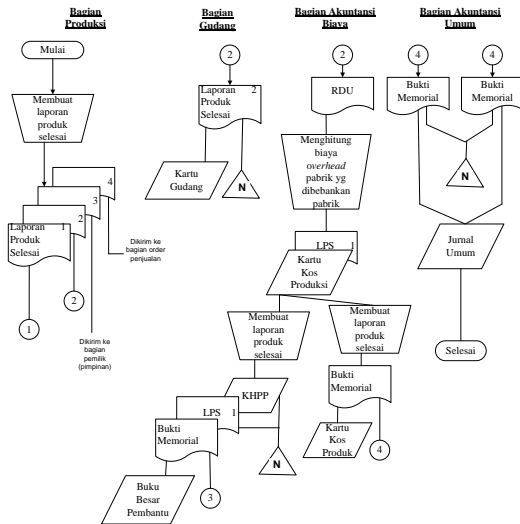 Bagian
Produksi
Mulai
Membuat
laporan
produk
selesai
4
3
2
Laporan 1
Produk
Selesai
Dikirim ke
bagian order
penjualan
2
1
Dikirim ke
bagian
pemilik
(pimpinan)
Bagian
Gudang
2
Laporan 2
Produk
Selesai
Kartu
Gudang
N
Bagian Akuntansi
Biaya
2
RDU
Menghitung
biaya
overhead
pabrik yg
dibebankan
pabrik
LPS 1
Kartu
Kos
Produksi
Membuat
laporan
produk
selesai
KHPP
LPS 1
Bukti
Memorial
N
Buku
Besar
Pembantu
3
Membuat
laporan
produk
selesai
Bukti
Memorial
Kartu
Kos
Produk
4
Bagian Akuntansi
Umum
4
4
Bukti
Memorial
Bukti
Memorial
N
Jurnal
Umum
Selesai